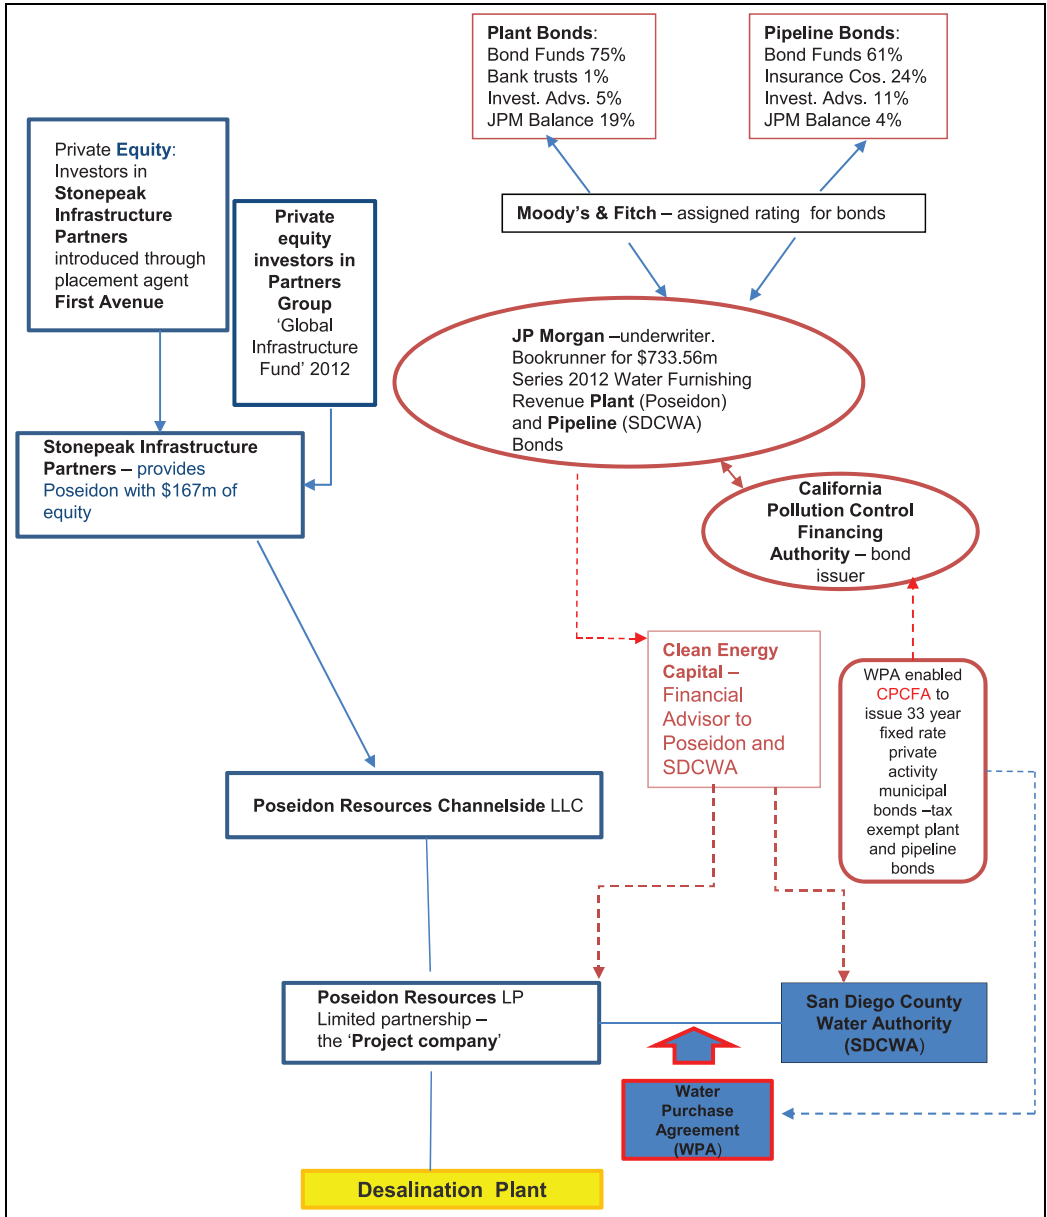 Plant Bonds:
Bond Funds 75%
Bank trusts 1%
Invest. Advs. 5%
JPM Balance 19%
Pipeline Bonds:
Bond Funds 61%
Insurance Cos. 24%
Invest. Advs. 11%
JPM Balance 4%
Private Equity:
Investors in
Stonepeak
Infrastructure
Partners
introduced through
placement agent
First Avenue
Private
equity
investors in
Partners
Group
‘Global
Infrastructure
Fund’ 2012
Moody’s & Fitch – assigned rating for bonds
JP Morgan –underwriter.
Bookrunner for $733.56m
Series 2012 Water Furnishing
Revenue Plant (Poseidon)
and Pipeline (SDCWA)
Bonds
Stonepeak Infrastructure
Partners – provides
Poseidon with $167m of
equity
California
Pollution Control
Financing
Authority – bond
issuer
Clean Energy
Capital –
Financial
Advisor to
Poseidon and
SDCWA
WPA enabled
CPCFA to
issue 33 year
fixed rate
private
activity
municipal
bonds –tax
exempt plant
and pipeline
bonds
Poseidon Resources Channelside LLC
Poseidon Resources LP
Limited partnership –
the ‘Project company’
San Diego County
Water Authority
(SDCWA)
Water
Purchase
Agreement
(WPA)
Desalination Plant